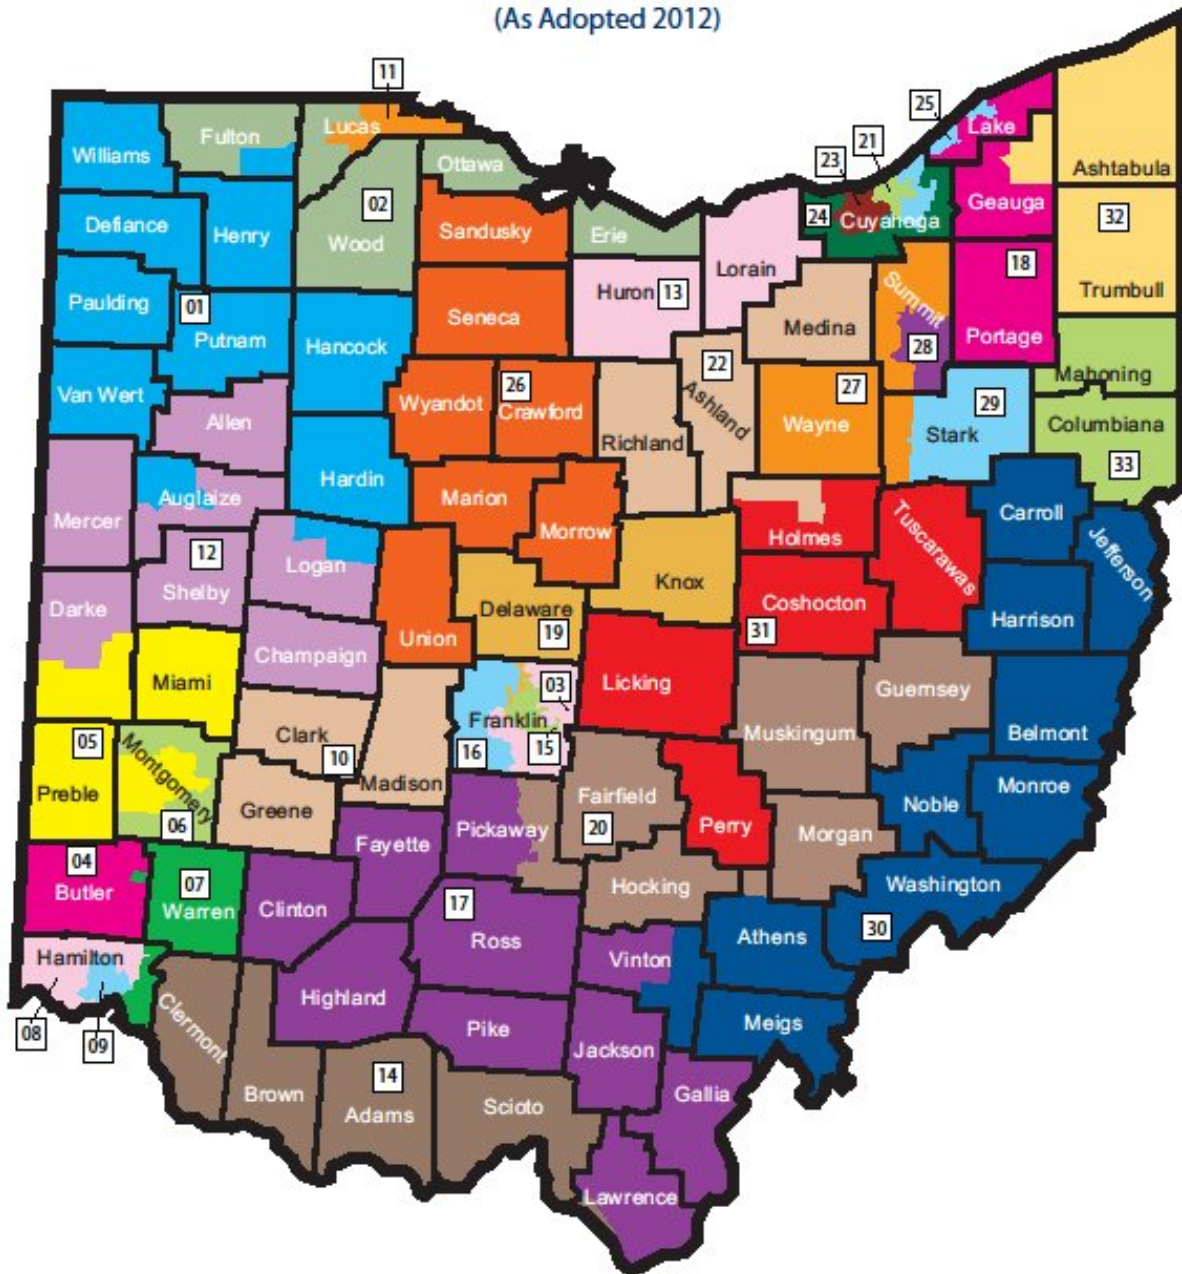 (As Adopted 2012)
11
25
Lake
21
Fulton
Lucas
Williams
23
Ashtabula
Ottawa
02
24
Cuyahoga
Geauga
32
Defiance
Henry
Wood
Sandusky
Erie
Lorain
18
Paulding
01
Putnam
Huron
13
Summit
Trumbull
Seneca
Medina
Hancock
28
Portage
Van Wert
22
Mahoning
Wyandot
26
Crawford
Ashland
27
Allen
Richland
Wayne
29
Stark
Columbiana
Hardin
33
Auglaize
Marion
Mercer
Morrow
Holmes
Tuscarawas
Carroll
Jefferson
12
Shelby
Logan
Knox
Darke
Delaware
Coshocton
Harrison
Union
19
31
Champaign
Miami
03
Licking
Guernsey
Franklin
Clark
05
Montgomery
10
16
15
Muskingum
Belmont
Madison
Preble
Greene
Fairfield
Monroe
Noble
06
Fayette
Pickaway
20
Perry
Morgan
04
Butler
07
Hocking
Washington
Warren
Clinton
17
Ross
30
Athens
Hamilton
Vinton
Highland
08
09
Clermont
Pike
Meigs
Jackson
Brown
14
Adams
Scioto
Gallia
Lawrence